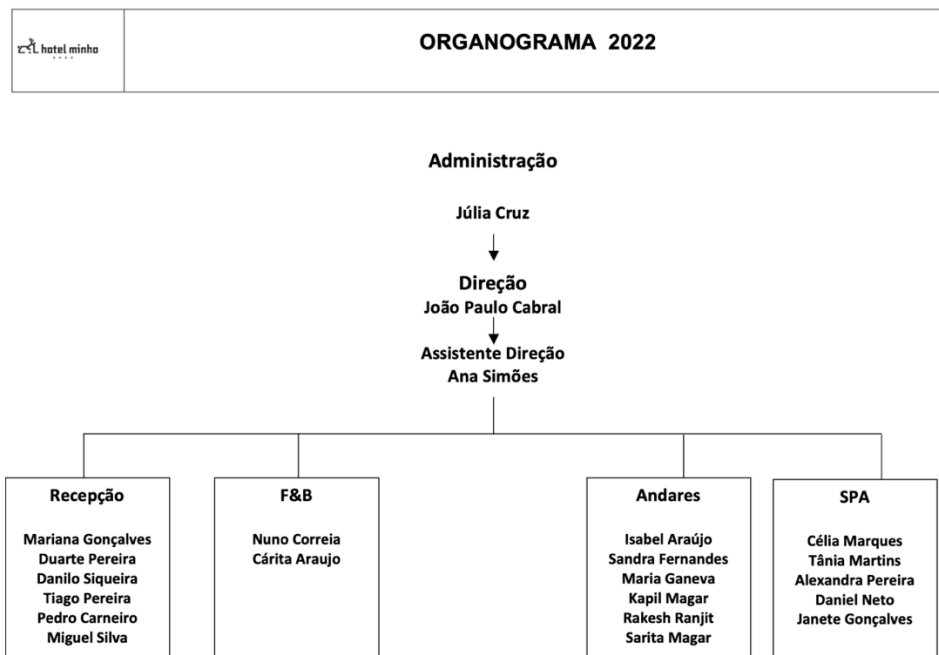 hotel minho
ORGANOGRAMA 2022
Administração
Júlia Cruz
Direção
João Paulo Cabral
Assistente Direção
Ana Simões
Recepção
Mariana Gonçalves
Duarte Pereira
Danilo Siqueira
Tiago Pereira
Pedro Carneiro
Miguel Silva
F&B
Nuno Correia
Cárita Araujo
Andares
Isabel Araújo
Sandra Fernandes
Maria Ganeva
Kapil Magar
Rakesh Ranjit
Sarita Magar
SPA
Célia Marques
Tânia Martins
Alexandra Pereira
Daniel Neto
Janete Gonçalves